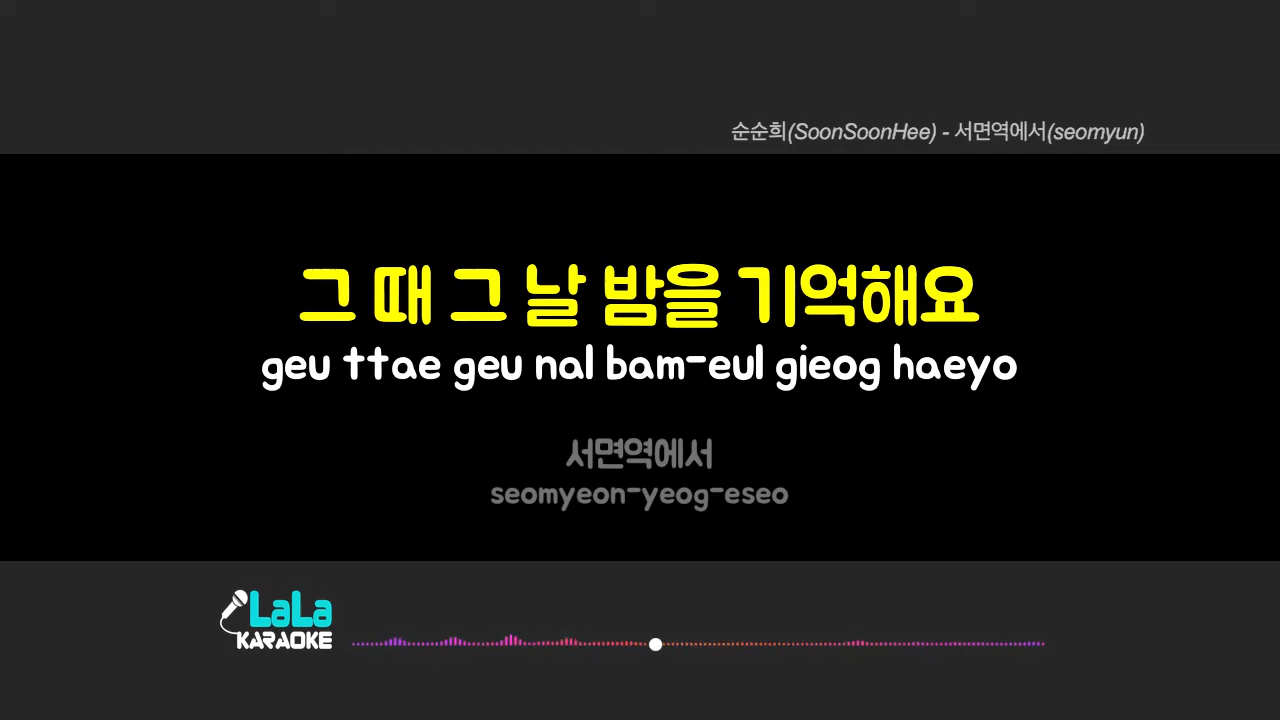 순순희(SoonSoonHee) - 서면역에서(seomyun)
그 때 그 날 밤을 기억해요
geu ttae geu nal bam-eul gieog haeyo
서면역에서
seomyeon-yeog-eseo
LaLa
KARAOKE